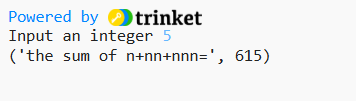 Powered by trinket
Input an integer 5
('the sum of n+nn+nnn=', 615)